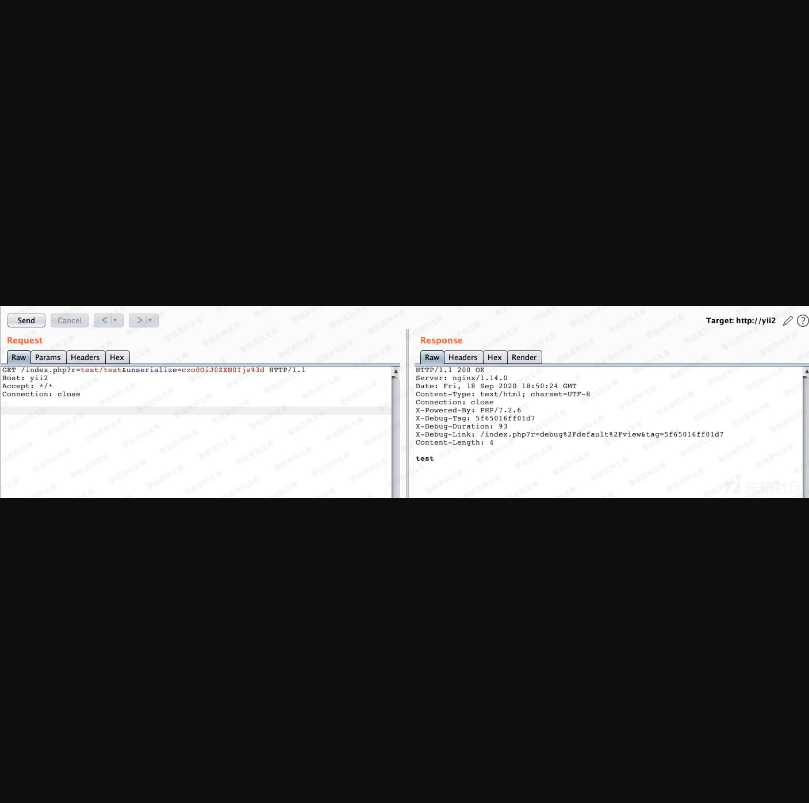 Send Cancel < > Target: http://yii2 ?
Request Response
Raw Params Headers Hex Raw Headers Hex Render
GET /index.php?r=test/test&unserialize=czo0OiJ0ZXN0Ijs%3d HTTP/1.1
Host: yii2
Accept: */*
Connection: close
HTTP/1.1 200 OK
Server: nginx/1.14.0
Date: Fri, 18 Sep 2020 18:50:24 GMT
Content-Type: text/html; charset=UTF-8
Connection: close
X-Powered-By: PHP/7.2.6
X-Debug-Tag: 5f65016ff01d7
X-Debug-Duration: 93
X-Debug-Link: /index.php?r=debug%2Fdefault%2Fview&tag=5f65016ff01d7
Content-Length: 4
test
先知社区